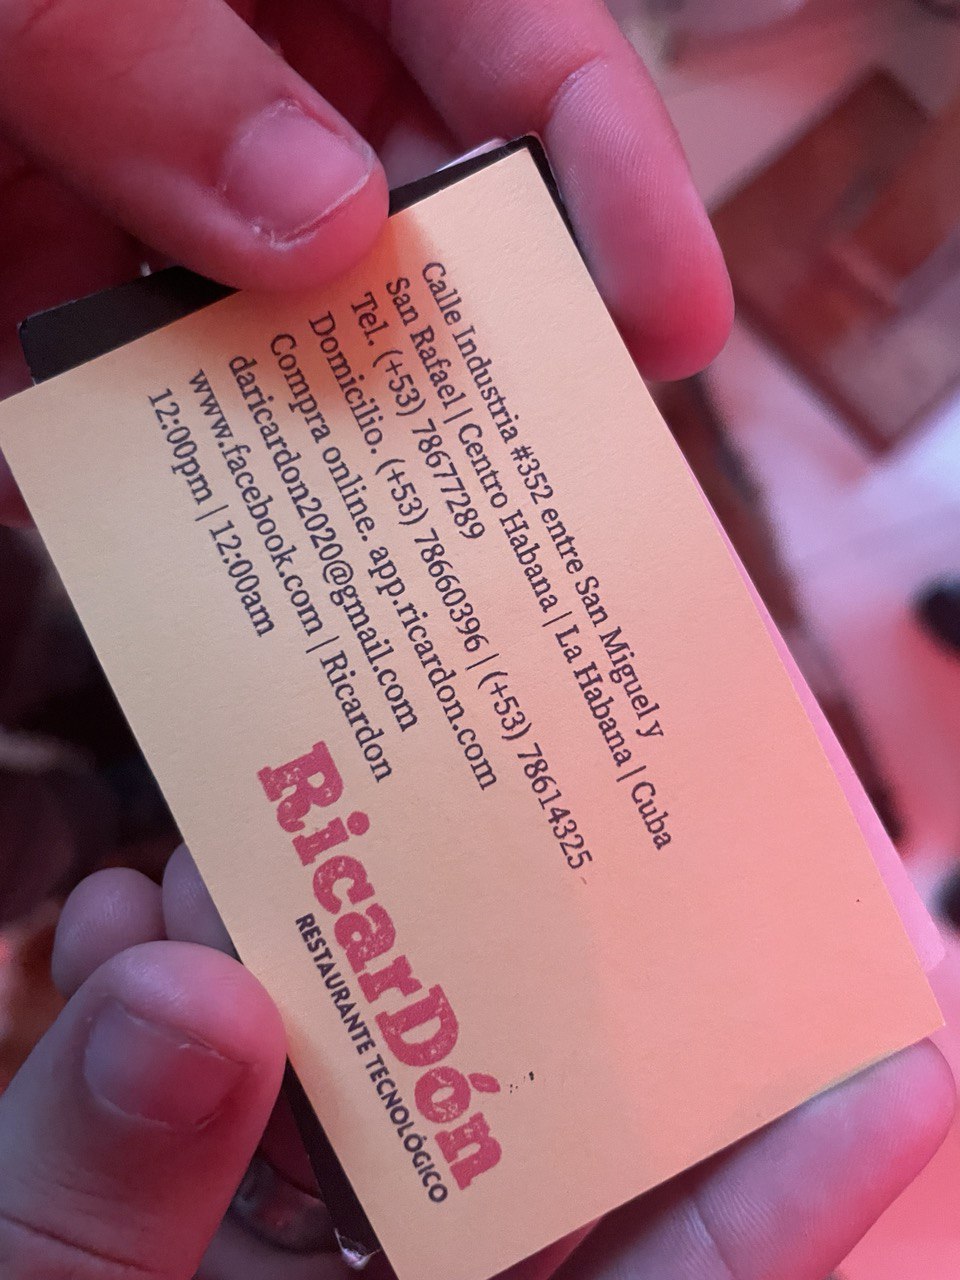 Calle Industria #352 entre San Miguel y
San Rafael | Centro Habana | La Habana | Cuba
Tel. (+53) 78677289
Domicilio. (+53) 78660396 | (+53) 78614325
Compra online. app.ricardon.com
daricardon2020@gmail.com
www.facebook.com | Ricardon
12:00pm | 12:00am
RicarDón
RESTAURANTE TECNOLÓGICO